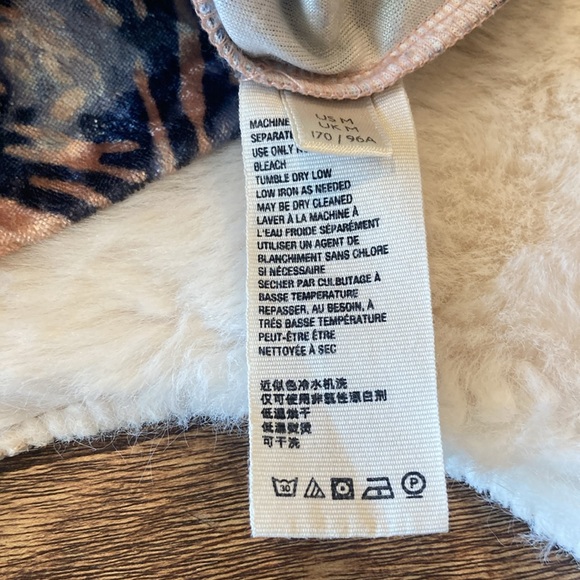 US M
UK M
170 / 96A
MACHINE
SEPARAT
USE ONLY
BLEACH
TUMBLE DRY LOW
LOW IRON AS NEEDED
MAY BE DRY CLEANED
LAVER À LA MACHINE À
L'EAU FROIDE SÉPARÉMENT
UTILISER UN AGENT DE
BLANCHIMENT SANS CHLORE
SI NÉCESSAIRE
SECHER PAR CULBUTAGE À
BASSE TEMPERATURE
REPASSER, AU BESOIN, À
TRÈS BASSE TEMPÉRATURE
PEUT-ÊTRE ÊTRE
NETTOYÉE À SEC
近似色冷水机洗
仅可使用非氯性漂白剂
低温烘干
低温熨烫
可干洗
30
P